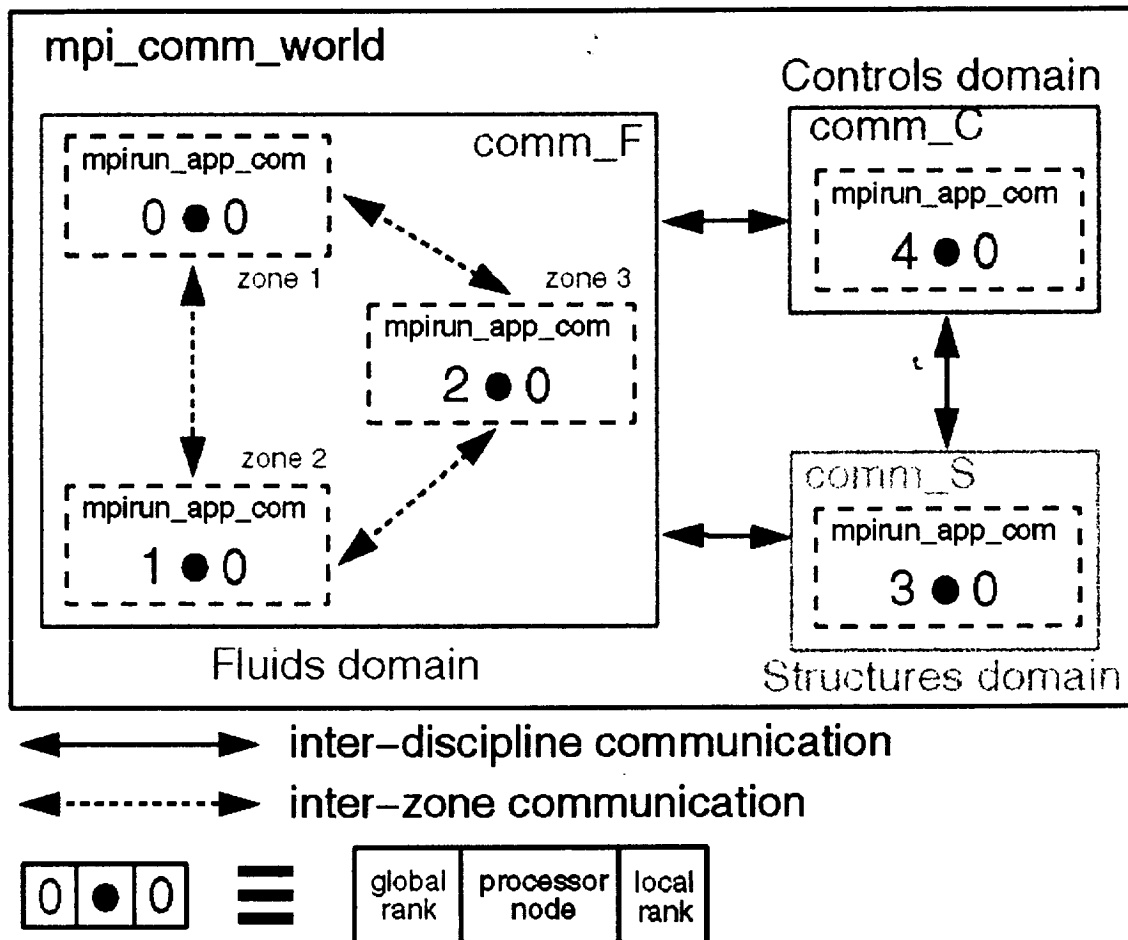 mpi_comm_world
Controls domain
comm_F
comm_C
mpirun_app_com
0 ● 0
zone 1
mpirun_app_com
4 ● 0
zone 3
mpirun_app_com
2 ● 0
zone 2
mpirun_app_com
1 ● 0
comm_S
mpirun_app_com
3 ● 0
Fluids domain
Structures domain
inter–discipline communication
inter–zone communication
0 ● 0
global rank
processor node
local rank